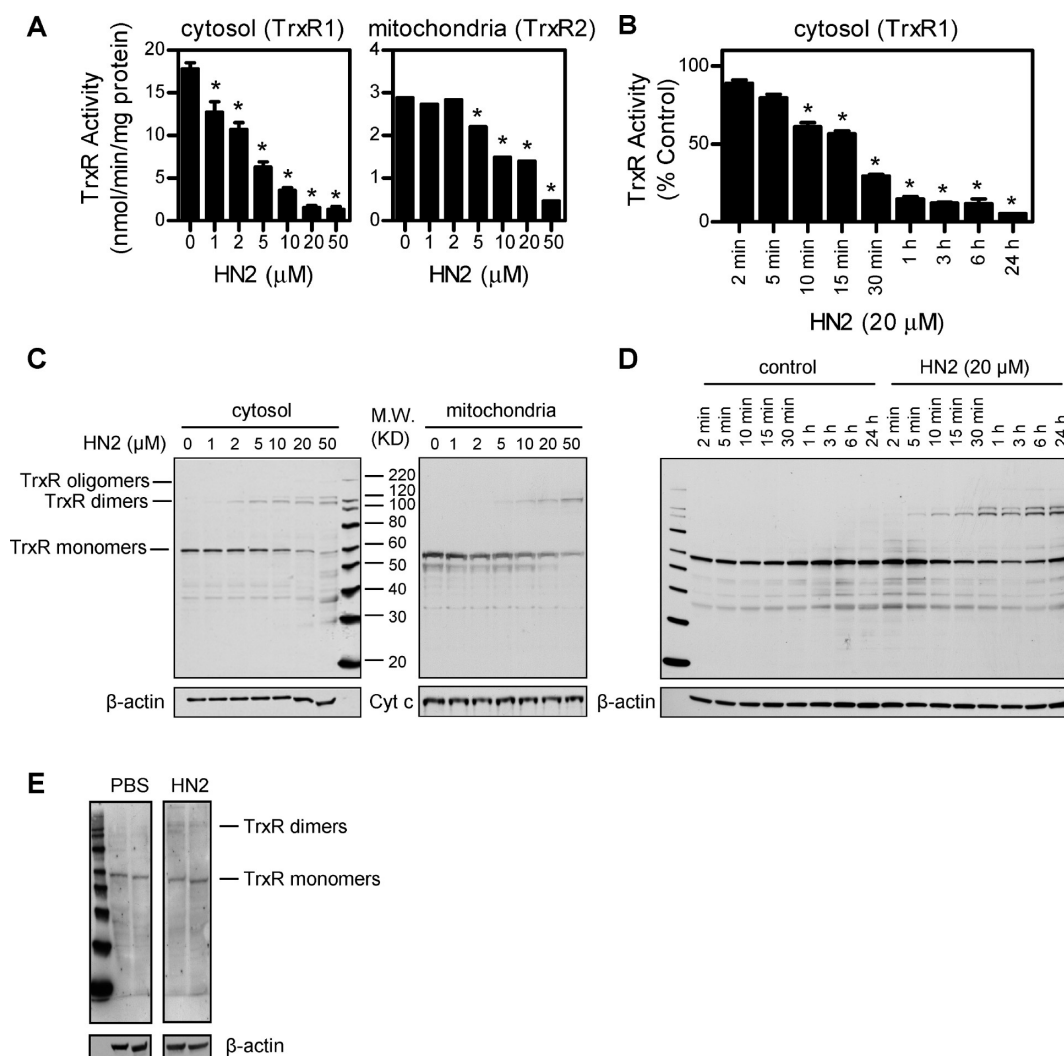 A
cytosol (TrxR1)
mitochondria (TrxR2)
TrxR Activity
(nmol/min/mg protein)
20
15
10
5
0
4
3
2
1
0
* * * * * *
* * * *
0 1 2 5 10 20 50
0 1 2 5 10 20 50
HN2 (μM)
HN2 (μM)
B
cytosol (TrxR1)
TrxR Activity
(% Control)
100
50
0
* * * * * * *
2 min
5 min
10 min
15 min
30 min
1 h
3 h
6 h
24 h
HN2 (20 μM)
C
cytosol
M.W.
(KD)
mitochondria
HN2 (μM) 0 1 2 5 10 20 50
0 1 2 5 10 20 50
TrxR oligomers
TrxR dimers
TrxR monomers
220
120
100
80
60
50
40
30
20
β-actin
Cyt c
D
control
HN2 (20 μM)
2 min
5 min
10 min
15 min
30 min
1 h
3 h
6 h
24 h
2 min
5 min
10 min
15 min
30 min
1 h
3 h
6 h
24 h
β-actin
E
PBS HN2
TrxR dimers
TrxR monomers
β-actin